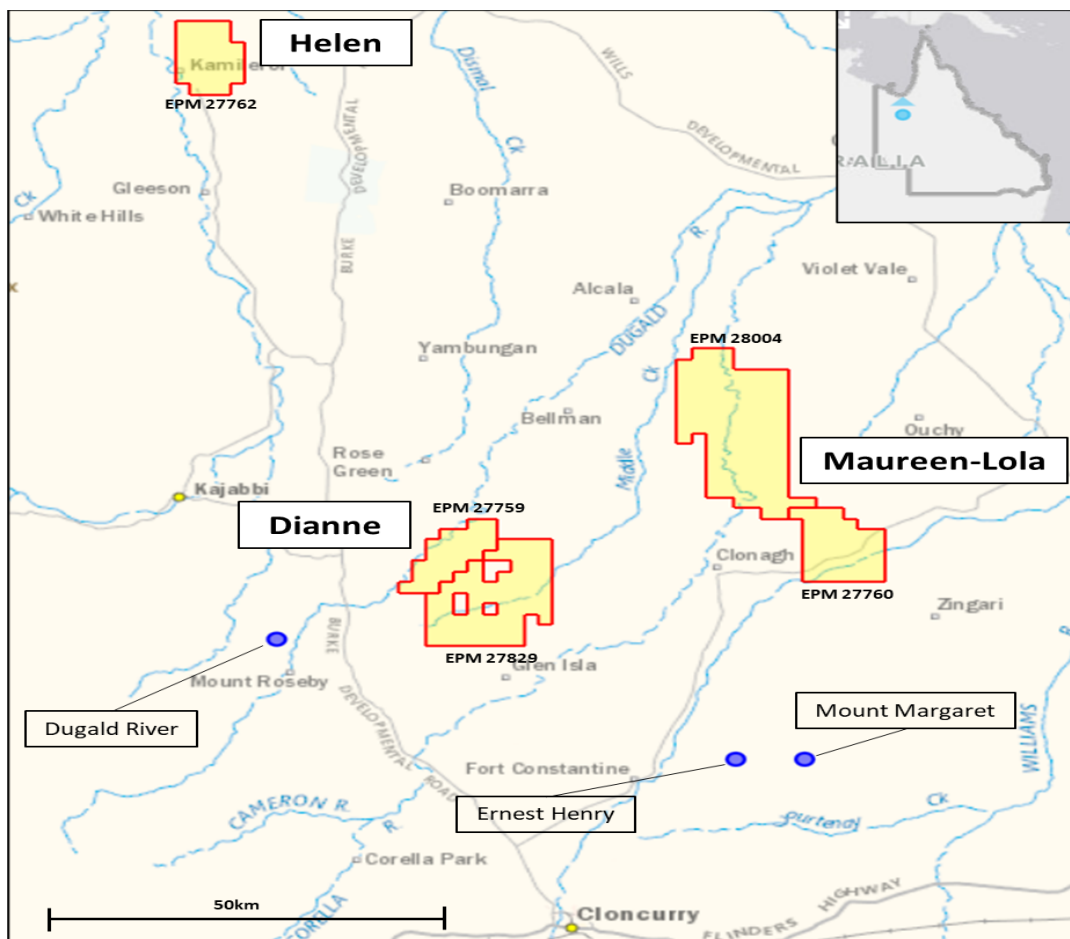 Helen
Kamileroi
EPM 27762
Dismal
Ck
WILLS
DEVELOPMENTAL
BURKE
DEVELOPMENTAL
RALIA
Gleeson
Ck
White Hills
Boomarra
R.
Violet Vale
Alcala
DUGALD
EPM 28004
Yambungan
Ck
Bellman
Ouchy
Rose
Green
Middle
Maureen-Lola
Kajabbi
EPM 27759
Dianne
Clonagh
EPM 27760
Zingari
BURKE
EPM 27829
Glen Isla
Mount Roseby
R
Dugald River
Mount Margaret
WILLIAMS
DEVELOPMENTAL ROAD
Fort Constantine
CAMERON R.
Ernest Henry
Ck
R.
Corella Park
50km
Cloncurry
CORELLA
FLINDERS HIGHWAY